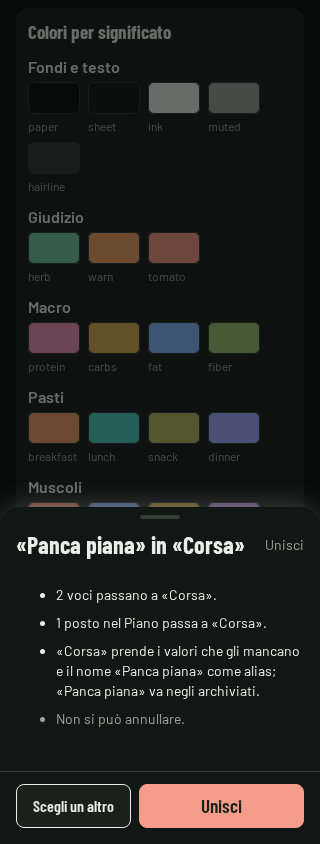 Colori per significato
Fondi e testo
paper sheet ink muted
hairline
Giudizio
herb warn tomato
Macro
protein carbs fat fiber
Pasti
breakfast lunch snack dinner
Muscoli
«Panca piana» in «Corsa» Unisci
2 voci passano a «Corsa».
1 posto nel Piano passa a «Corsa».
«Corsa» prende i valori che gli mancano
e il nome «Panca piana» come alias;
«Panca piana» va negli archiviati.
Non si può annullare.
Scegli un altro Unisci